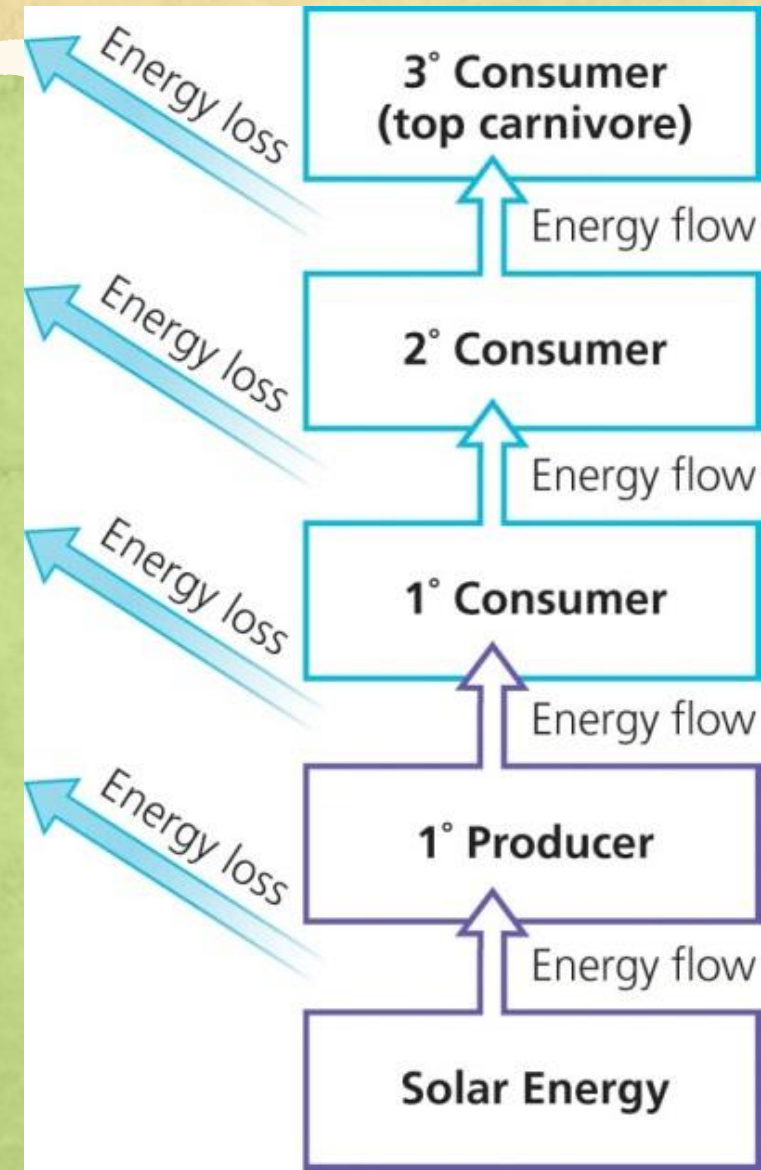 Energy loss
3° Consumer
(top carnivore)
Energy flow
Energy loss
2° Consumer
Energy flow
Energy loss
1° Consumer
Energy flow
Energy loss
1° Producer
Energy flow
Solar Energy